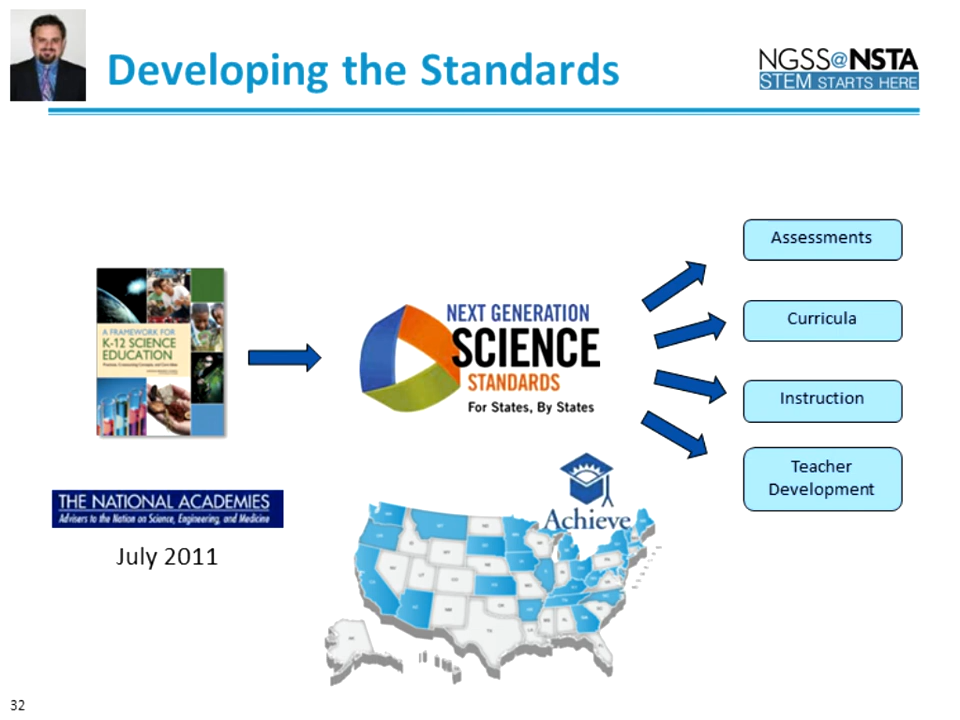 Developing the Standards
NGSS@NSTA
STEM STARTS HERE
Assessments
Curricula
Instruction
Teacher
Development
A FRAMEWORK FOR
K-12 SCIENCE
EDUCATION
Practices, Crosscutting Concepts, and Core Ideas
NEXT GENERATION
SCIENCE
STANDARDS
For States, By States
THE NATIONAL ACADEMIES
Advisers to the Nation on Science, Engineering, and Medicine
July 2011
Achieve
32